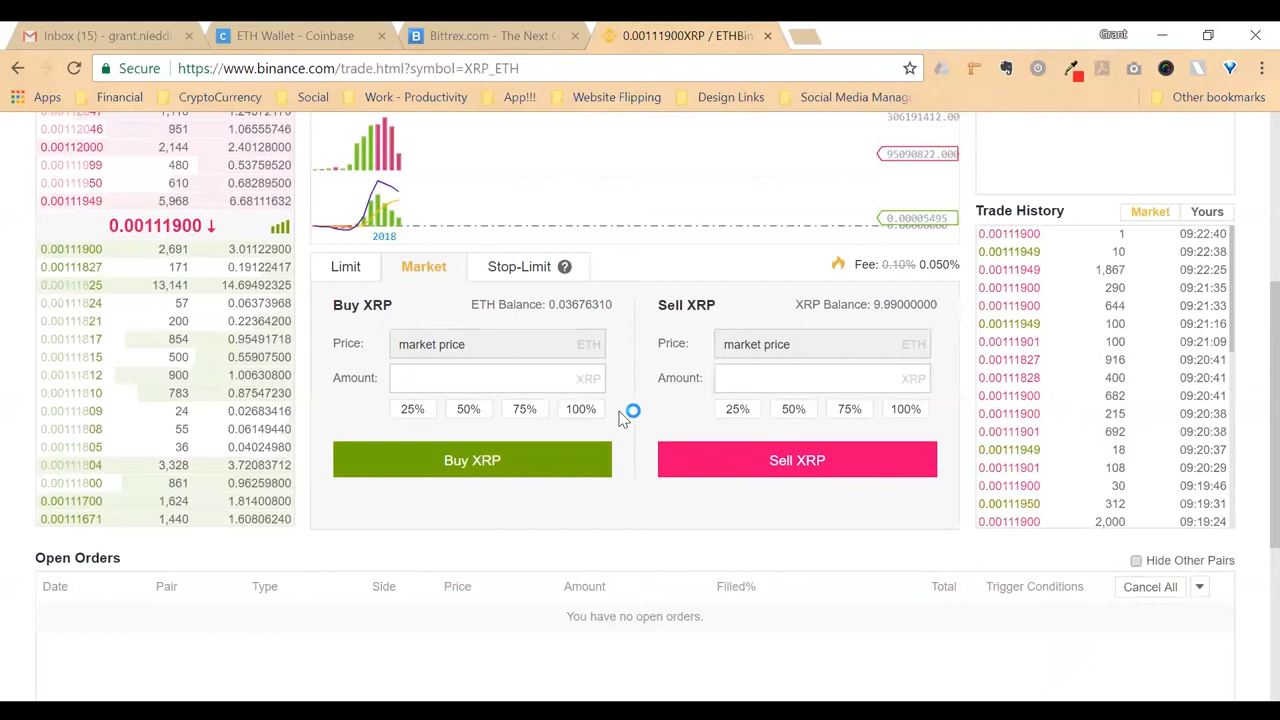 Inbox (15) - grant.nieddi
ETH Wallet - Coinbase
Bittrex.com - The Next G
0.00111900XRP / ETHBin
Grant
Secure
https://www.binance.com/trade.html?symbol=XRP_ETH
Apps
Financial
CryptoCurrency
Social
Work - Productivity
App!!!
Website Flipping
Design Links
Social Media Manag
Other bookmarks
306191412.00
0.00112046 951 1.06555746
0.00112000 2,144 2.40128000
0.00111999 480 0.53759520
0.00111950 610 0.68289500
0.00111949 5,968 6.68111632
0.00111900 ↓
0.00111900 2,691 3.01122900
0.00111827 171 0.19122417
0.00111825 13,141 14.69492325
0.00111824 57 0.06373968
0.00111821 200 0.22364200
0.00111817 854 0.95491718
0.00111815 500 0.55907500
0.00111812 900 1.00630800
0.00111810 783 0.87547230
0.00111809 24 0.02683416
0.00111808 55 0.06149440
0.00111805 36 0.04024980
0.00111804 3,328 3.72083712
0.00111800 861 0.96259800
0.00111700 1,624 1.81400800
0.00111671 1,440 1.60806240
95090822.000
0.00005495
2018
Limit
Market
Stop-Limit ?
Fee: 0.10% 0.050%
Buy XRP
ETH Balance: 0.03676310
Price:
market price
ETH
Amount:
XRP
25% 50% 75% 100%
Buy XRP
Sell XRP
XRP Balance: 9.99000000
Price:
market price
ETH
Amount:
XRP
25% 50% 75% 100%
Sell XRP
Trade History
Market
Yours
0.00111900 1 09:22:40
0.00111949 10 09:22:38
0.00111949 1,867 09:22:25
0.00111900 290 09:21:35
0.00111900 644 09:21:33
0.00111949 100 09:21:16
0.00111901 100 09:21:09
0.00111827 916 09:20:41
0.00111828 400 09:20:41
0.00111900 682 09:20:41
0.00111900 215 09:20:38
0.00111901 692 09:20:38
0.00111949 18 09:20:37
0.00111901 108 09:20:29
0.00111900 30 09:19:46
0.00111950 312 09:19:31
0.00111900 2,000 09:19:24
Open Orders
Hide Other Pairs
Date Pair Type Side Price Amount Filled% Total Trigger Conditions Cancel All
You have no open orders.